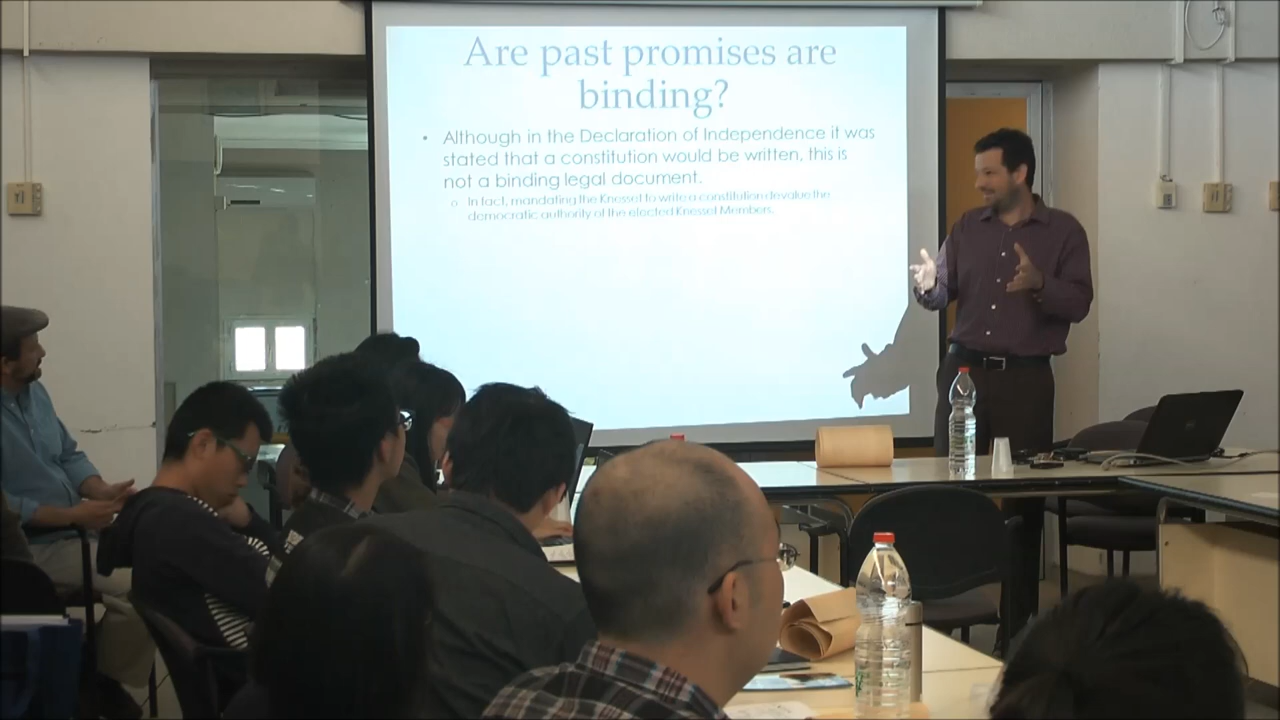 Are past promises are
binding?
• Although in the Declaration of Independence it was
stated that a constitution would be written, this is
not a binding legal document.
o In fact, mandating the Knesset to write a constitution devalue the
democratic authority of the elected Knesset Members.